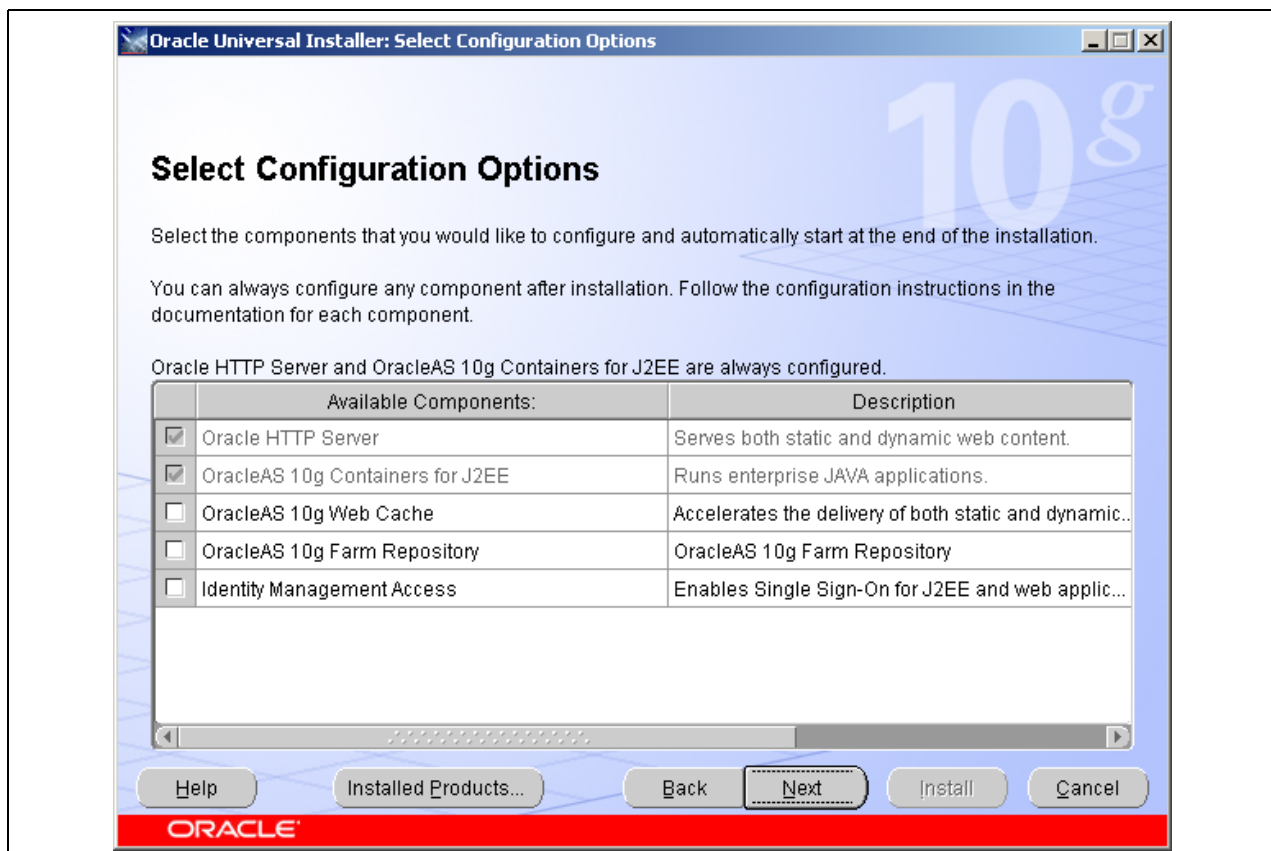 Oracle Universal Installer: Select Configuration Options
10g
Select Configuration Options
Select the components that you would like to configure and automatically start at the end of the installation.
You can always configure any component after installation. Follow the configuration instructions in the
documentation for each component.
Oracle HTTP Server and OracleAS 10g Containers for J2EE are always configured.
Available Components: Description
Oracle HTTP Server Serves both static and dynamic web content.
OracleAS 10g Containers for J2EE Runs enterprise JAVA applications.
OracleAS 10g Web Cache Accelerates the delivery of both static and dynamic..
OracleAS 10g Farm Repository OracleAS 10g Farm Repository
Identity Management Access Enables Single Sign-On for J2EE and web applic...
Help Installed Products... Back Next Install Cancel
ORACLE